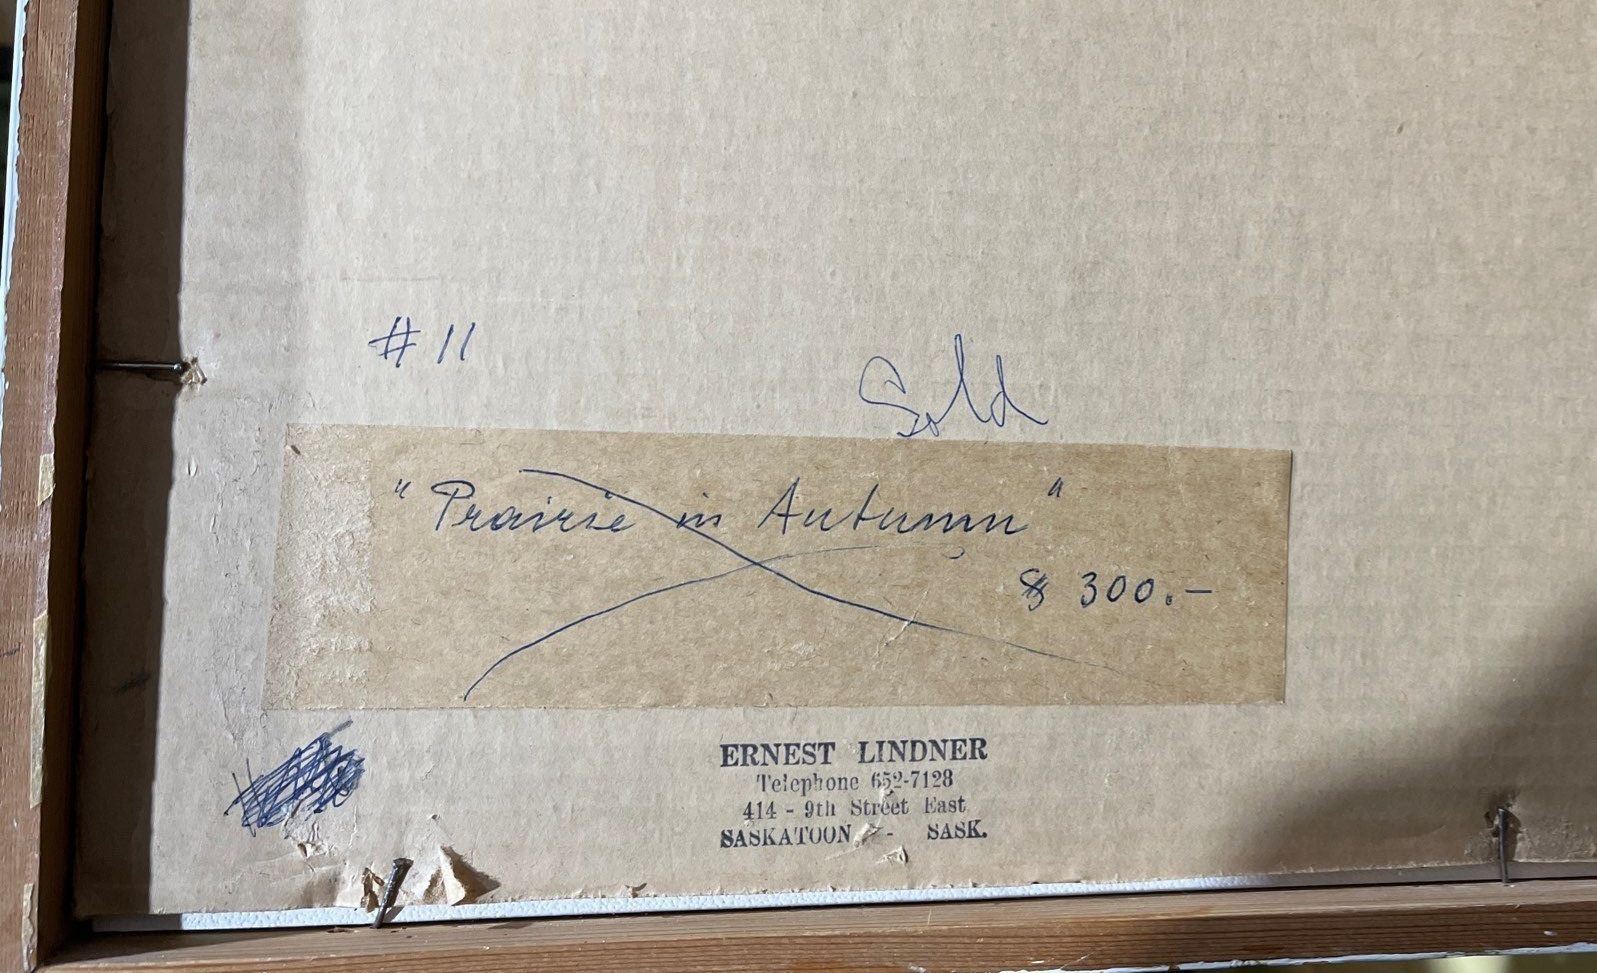 # 11
Sold
"Prairie in Autumn"
$ 300.-
ERNEST LINDNER
Telephone 652-7128
414 - 9th Street East
SASKATOON - SASK.